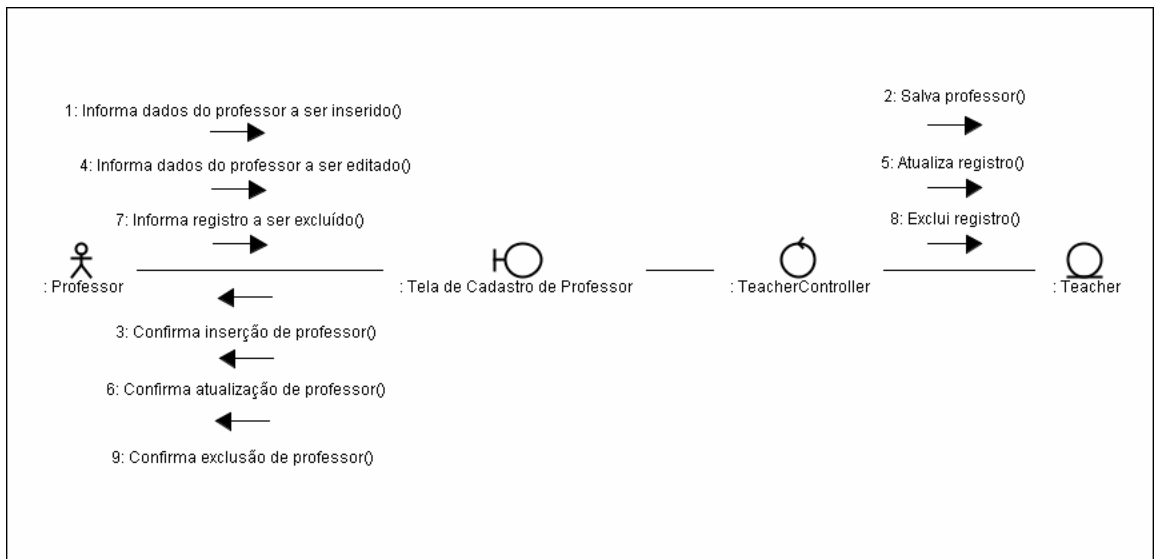 1: Informa dados do professor a ser inserido()
2: Salva professor()
4: Informa dados do professor a ser editado()
5: Atualiza registro()
7: Informa registro a ser excluído()
8: Exclui registro()
: Professor
: Tela de Cadastro de Professor
: TeacherController
: Teacher
3: Confirma inserção de professor()
6: Confirma atualização de professor()
9: Confirma exclusão de professor()